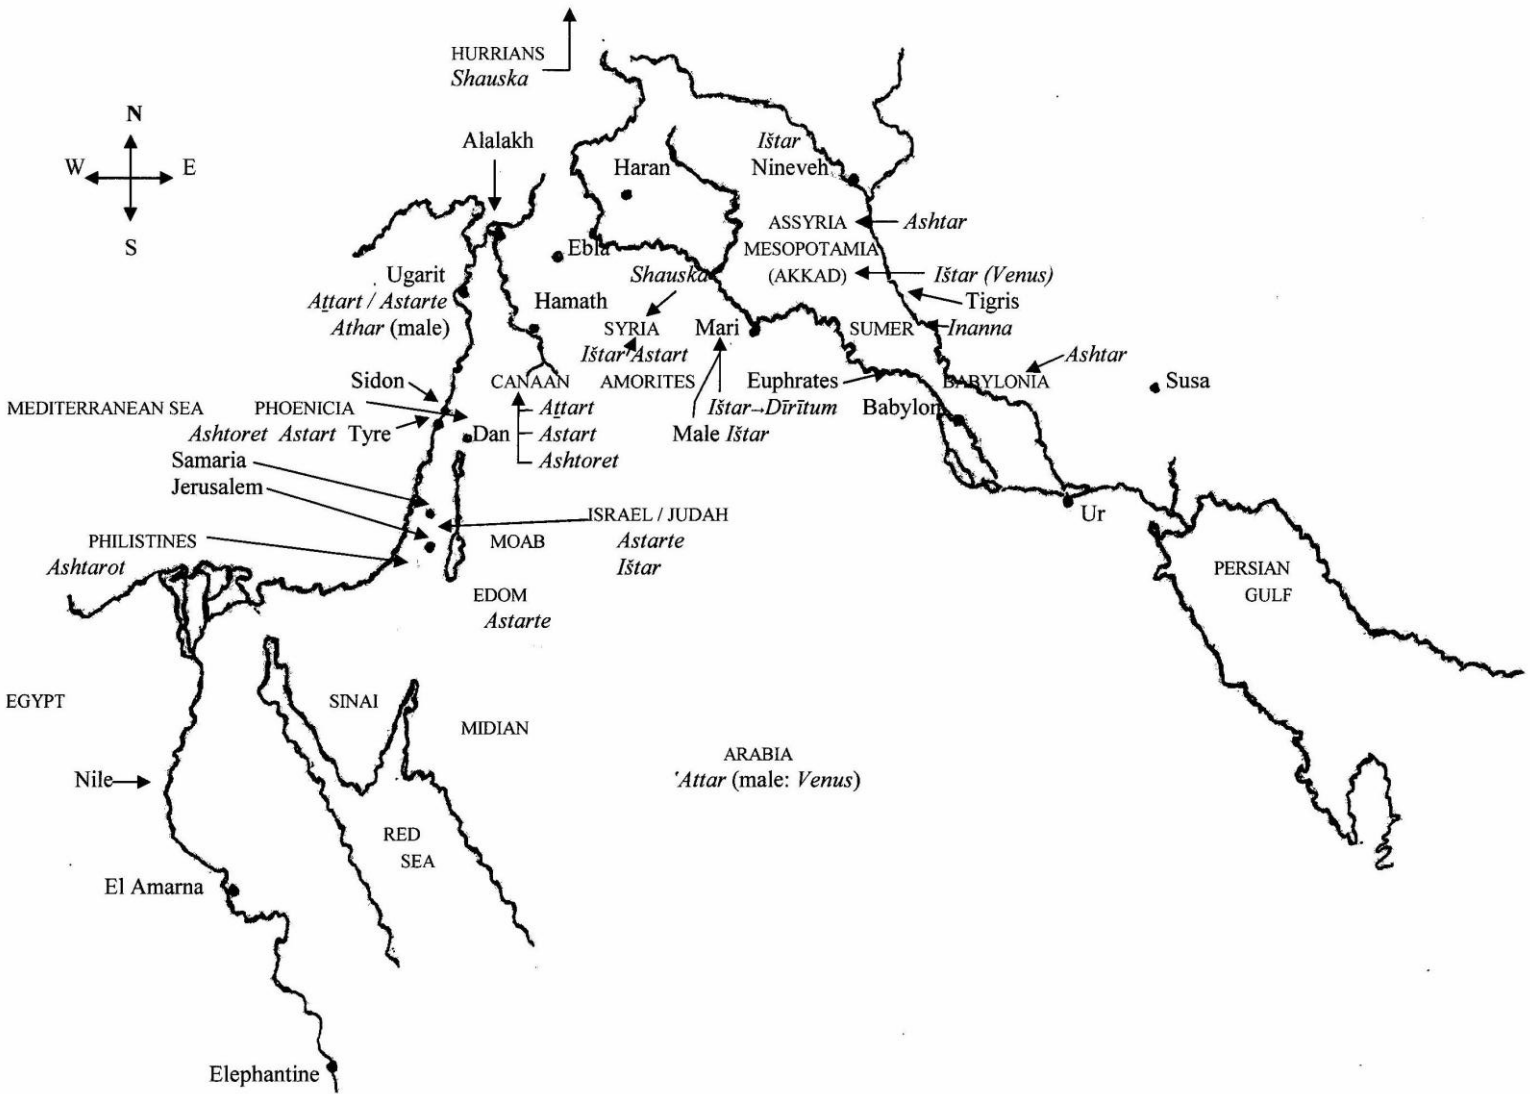 HURRIANS
Shauska
N
W E
S
Alalakh
Haran
Ištar
Nineveh
ASSYRIA Ashtar
MESOPOTAMIA
(AKKAD) Ištar (Venus)
Ebla
Shauska
Tigris
Ugarit
Aṯtart / Astarte
Athar (male)
Hamath
SYRIA
Ištar Astart
Mari
SUMER
Inanna
Ashtar
Sidon
CANAAN
AMORITES
Euphrates
BABYLONIA
Susa
MEDITERRANEAN SEA
PHOENICIA
Ashtoret Astart
Tyre
Dan
Aṯtart
Astart
Ashtoret
Ištar→Dīrītum
Male Ištar
Babylon
Samaria
Jerusalem
ISRAEL / JUDAH
Astarte
Ištar
Ur
PHILISTINES
Ashtarot
MOAB
EDOM
Astarte
PERSIAN
GULF
EGYPT
SINAI
MIDIAN
ARABIA
'Attar (male: Venus)
Nile
RED
SEA
El Amarna
Elephantine